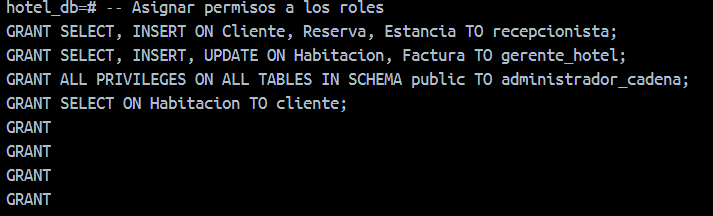 hotel_db=# -- Asignar permisos a los roles
GRANT SELECT, INSERT ON Cliente, Reserva, Estancia TO recepcionista;
GRANT SELECT, INSERT, UPDATE ON Habitacion, Factura TO gerente_hotel;
GRANT ALL PRIVILEGES ON ALL TABLES IN SCHEMA public TO administrador_cadena;
GRANT SELECT ON Habitacion TO cliente;
GRANT
GRANT
GRANT
GRANT